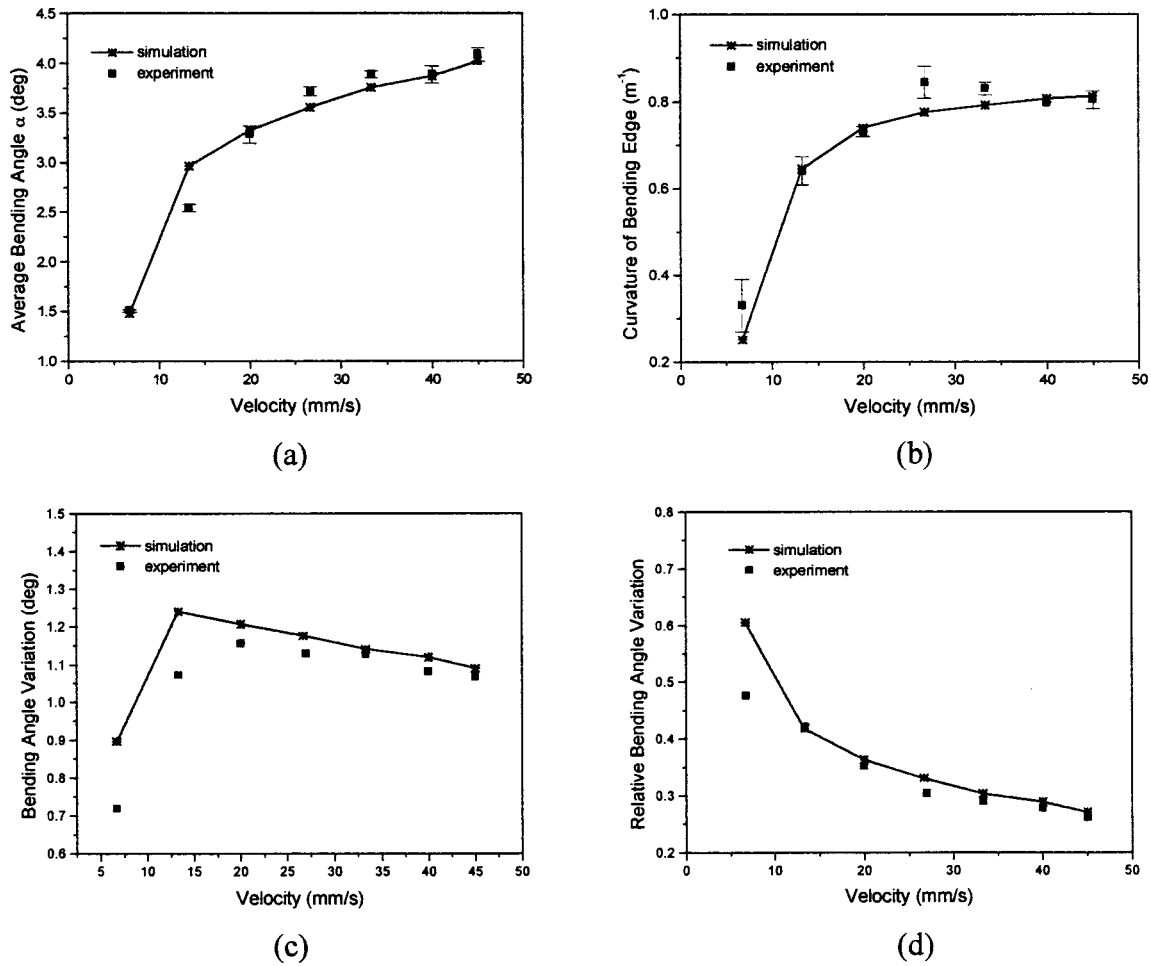 4.5
4.0
3.5
3.0
2.5
2.0
1.5
1.0
Average Bending Angle α (deg)
simulation
experiment
0 10 20 30 40 50
Velocity (mm/s)
(a)
1.0
0.8
0.6
0.4
0.2
Curvature of Bending Edge (m⁻¹)
simulation
experiment
0 10 20 30 40 50
Velocity (mm/s)
(b)
1.5
1.4
1.3
1.2
1.1
1.0
0.9
0.8
0.7
0.6
Bending Angle Variation (deg)
simulation
experiment
5 10 15 20 25 30 35 40 45 50
Velocity (mm/s)
(c)
0.8
0.7
0.6
0.5
0.4
0.3
0.2
Relative Bending Angle Variation
simulation
experiment
0 10 20 30 40 50
Velocity (mm/s)
(d)